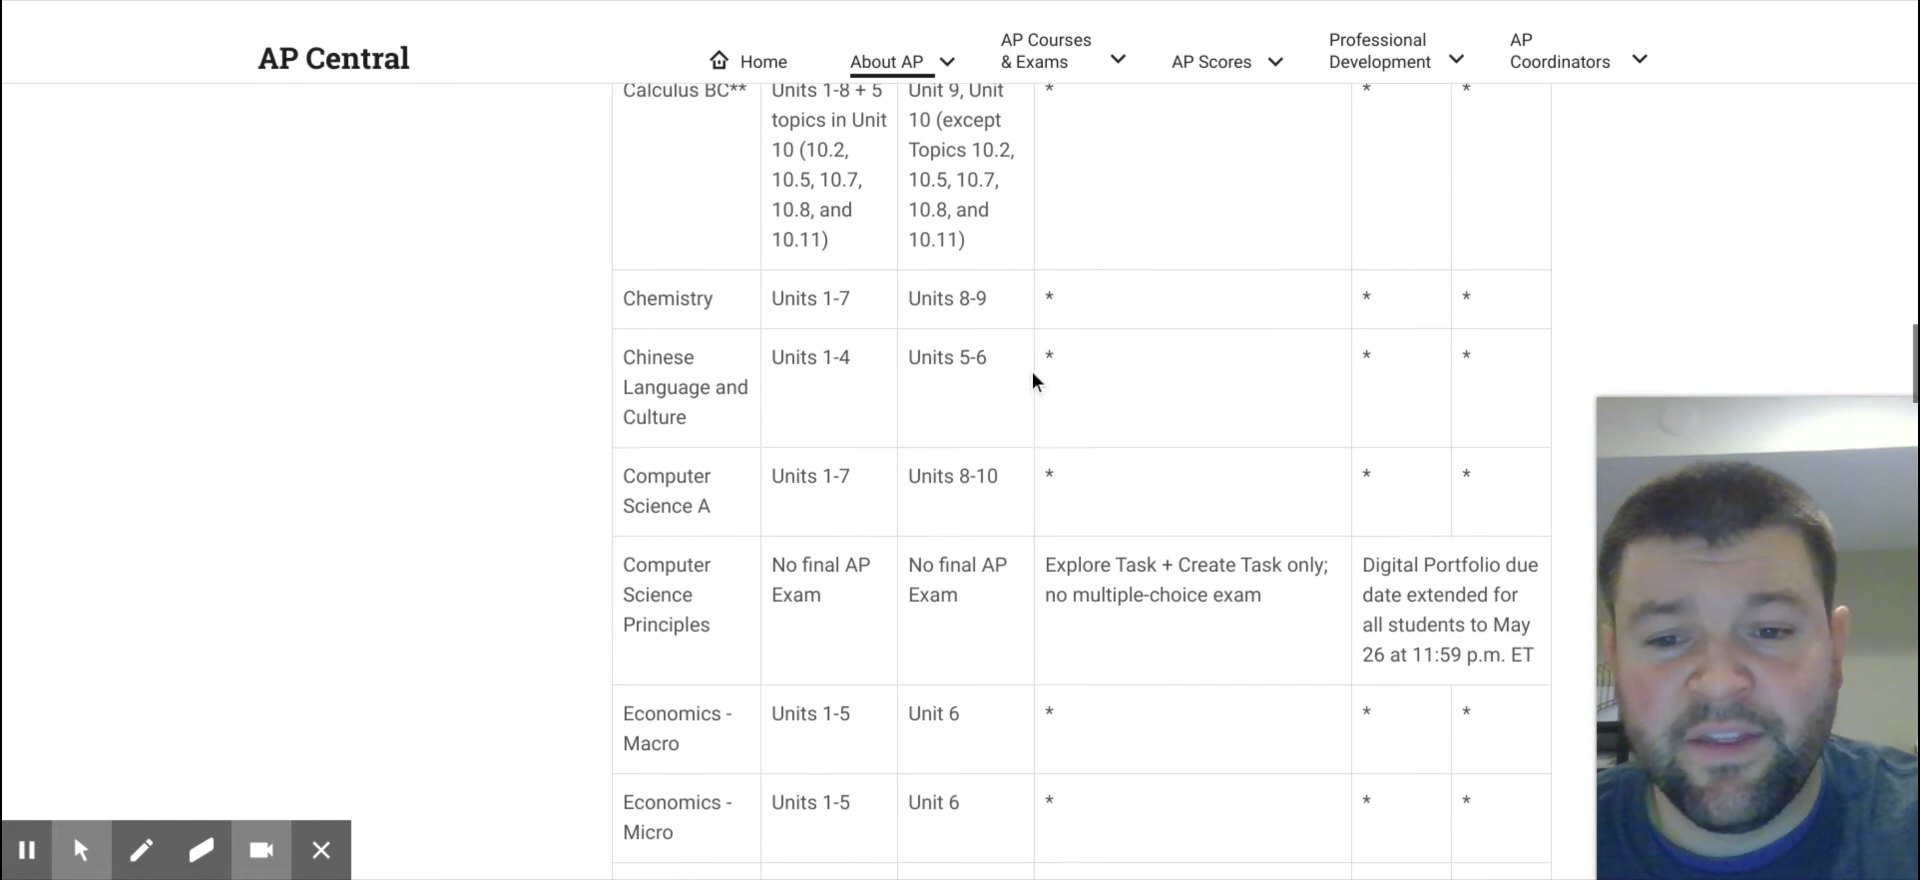 AP Central
Home
About AP
AP Courses
& Exams
AP Scores
Professional
Development
AP
Coordinators
Calculus BC**
Units 1-8 + 5
topics in Unit
10 (10.2,
10.5, 10.7,
10.8, and
10.11)
Unit 9, Unit
10 (except
Topics 10.2,
10.5, 10.7,
10.8, and
10.11)
*
*
*
Chemistry
Units 1-7
Units 8-9
*
*
*
Chinese
Language and
Culture
Units 1-4
Units 5-6
*
*
*
Computer
Science A
Units 1-7
Units 8-10
*
*
*
Computer
Science
Principles
No final AP
Exam
No final AP
Exam
Explore Task + Create Task only;
no multiple-choice exam
Digital Portfolio due
date extended for
all students to May
26 at 11:59 p.m. ET
Economics -
Macro
Units 1-5
Unit 6
*
*
*
Economics -
Micro
Units 1-5
Unit 6
*
*
*